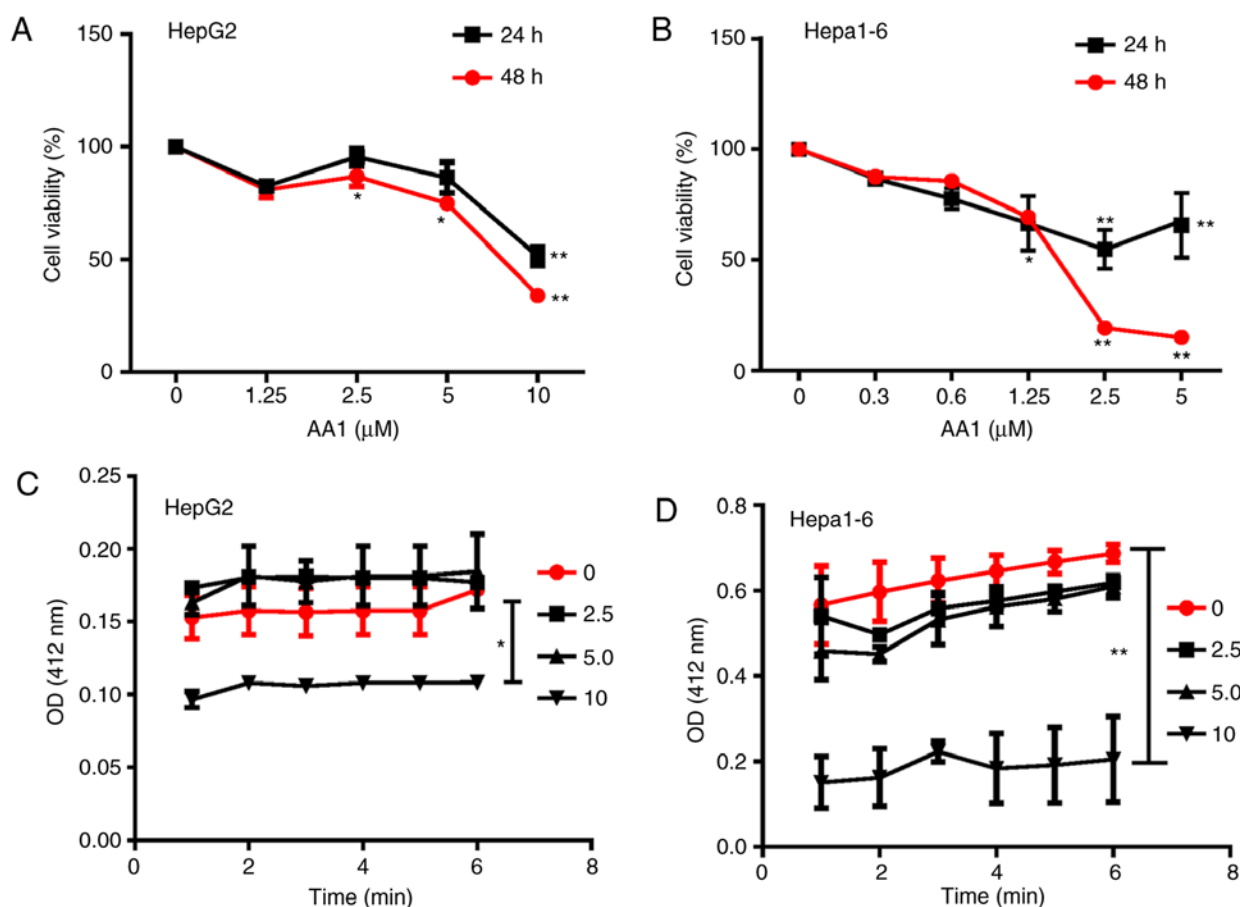 A
HepG2
24 h
48 h
150
100
50
0
Cell viability (%)
*
*
**
**
0 1.25 2.5 5 10
AA1 (μM)
B
Hepa1-6
24 h
48 h
150
100
50
0
Cell viability (%)
*
**
**
**
**
0 0.3 0.6 1.25 2.5 5
AA1 (μM)
C
HepG2
0.25
0.20
0.15
0.10
0.05
0.00
OD (412 nm)
*
0
2.5
5.0
10
0 2 4 6 8
Time (min)
D
Hepa1-6
0.8
0.6
0.4
0.2
0.0
OD (412 nm)
**
0
2.5
5.0
10
0 2 4 6 8
Time (min)